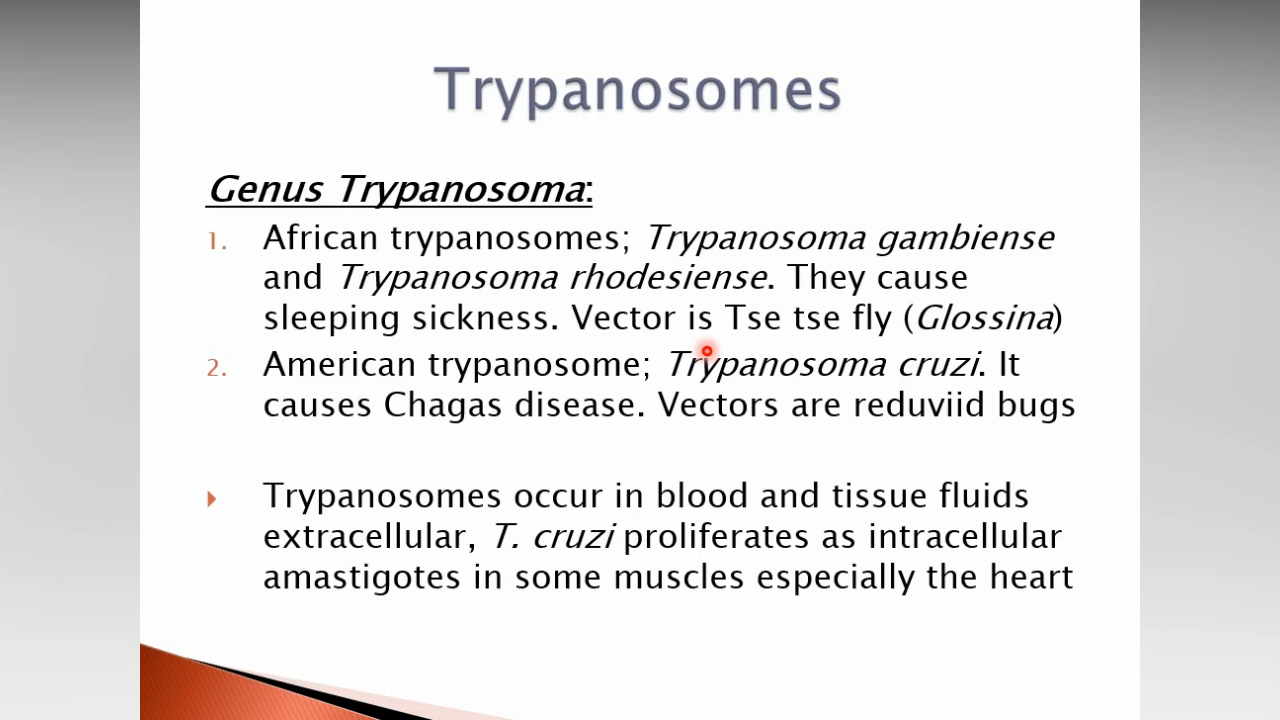 Trypanosomes
Genus Trypanosoma:
1. African trypanosomes; Trypanosoma gambiense
and Trypanosoma rhodesiense. They cause
sleeping sickness. Vector is Tse tse fly (Glossina)
2. American trypanosome; Trypanosoma cruzi. It
causes Chagas disease. Vectors are reduviid bugs
Trypanosomes occur in blood and tissue fluids
extracellular, T. cruzi proliferates as intracellular
amastigotes in some muscles especially the heart